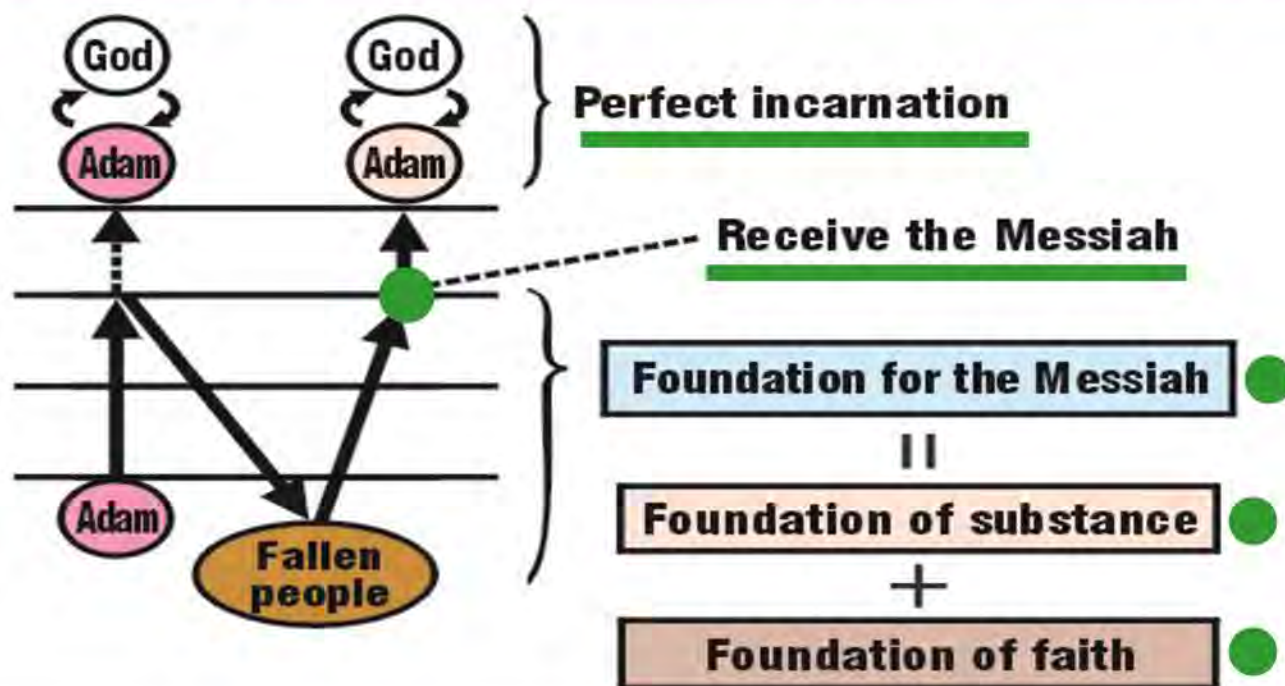 God
God
Perfect incarnation
Adam
Adam
Receive the Messiah
Foundation for the Messiah
=
Foundation of substance
+
Foundation of faith
Adam
Fallen
people